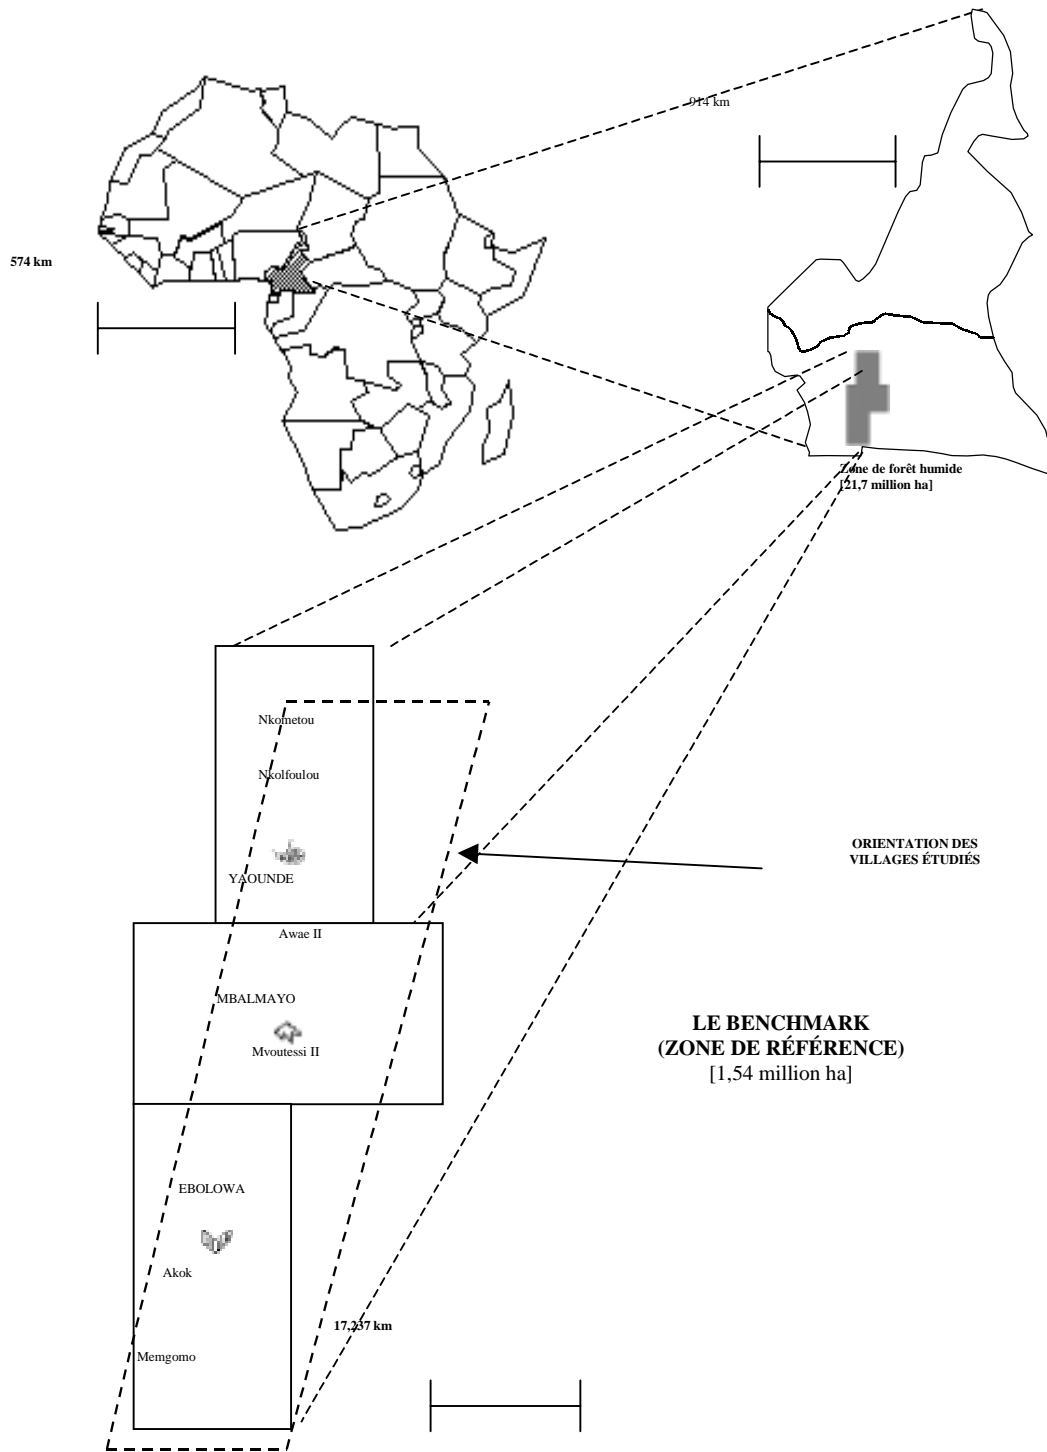 914 km
574 km
Zone de forêt humide
[21,7 million ha]
Nkometou
Nkolfoulou
YAOUNDE
ORIENTATION DES
VILLAGES ÉTUDIÉS
Awae II
MBALMAYO
Mvoutessi II
LE BENCHMARK
(ZONE DE RÉFÉRENCE)
[1,54 million ha]
EBOLOWA
Akok
17,237 km
Memgomo